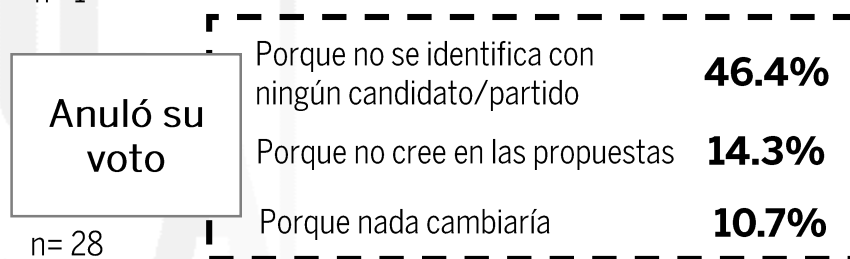 Porque no se identifica con
ningún candidato/partido
46.4%
Anuló su
voto
Porque no cree en las propuestas 14.3%
Porque nada cambiaría 10.7%
n= 28